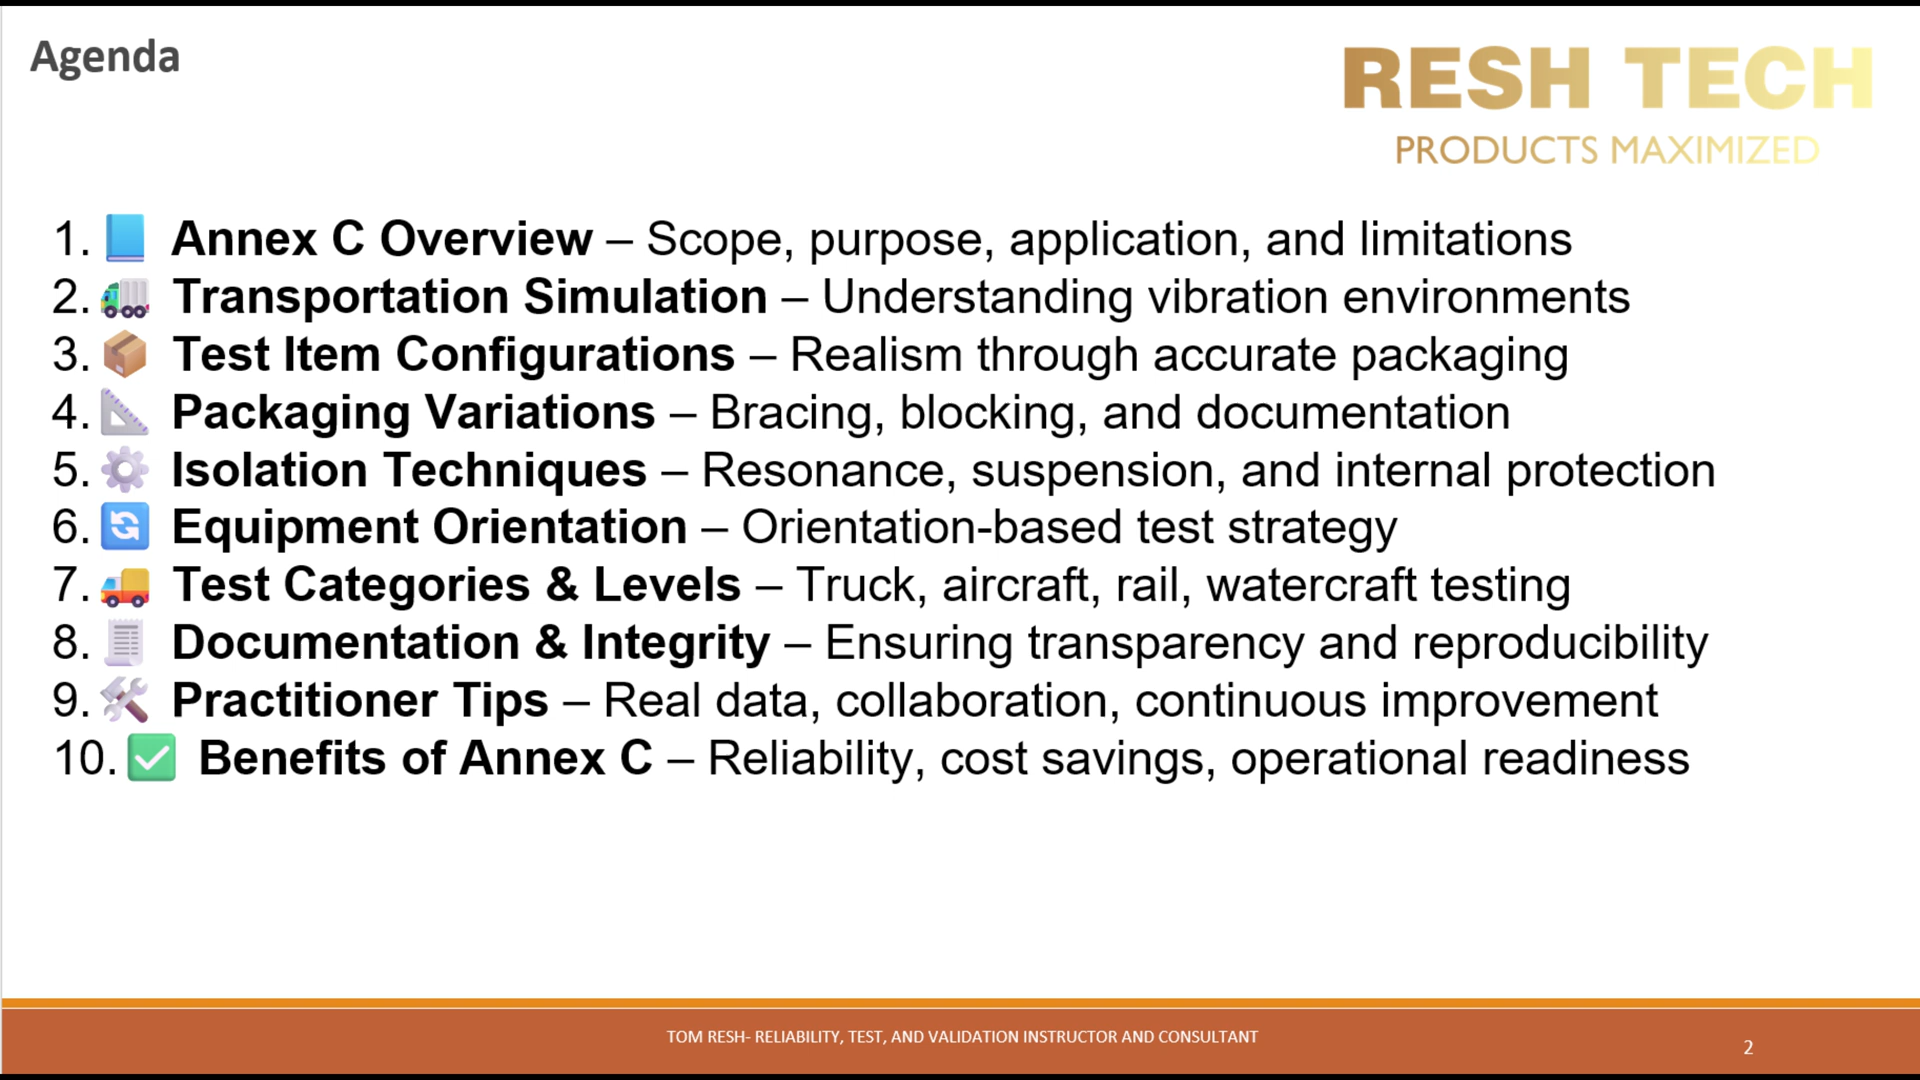 Agenda
RESH TECH
PRODUCTS MAXIMIZED
1. Annex C Overview – Scope, purpose, application, and limitations
2. Transportation Simulation – Understanding vibration environments
3. Test Item Configurations – Realism through accurate packaging
4. Packaging Variations – Bracing, blocking, and documentation
5. Isolation Techniques – Resonance, suspension, and internal protection
6. Equipment Orientation – Orientation-based test strategy
7. Test Categories & Levels – Truck, aircraft, rail, watercraft testing
8. Documentation & Integrity – Ensuring transparency and reproducibility
9. Practitioner Tips – Real data, collaboration, continuous improvement
10. Benefits of Annex C – Reliability, cost savings, operational readiness
TOM RESH- RELIABILITY, TEST, AND VALIDATION INSTRUCTOR AND CONSULTANT
2